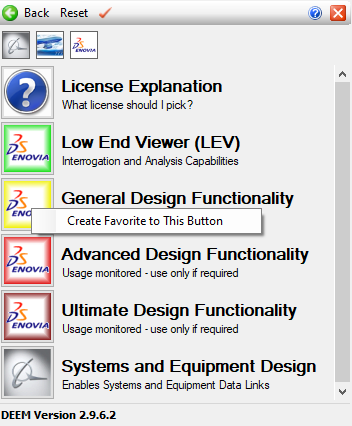 Back Reset
License Explanation
What license should I pick?
ENOVIA
Low End Viewer (LEV)
Interrogation and Analysis Capabilities
General Design Functionality
Create Favorite to This Button
ENOVIA
Advanced Design Functionality
Usage monitored - use only if required
ENOVIA
Ultimate Design Functionality
Usage monitored - use only if required
Systems and Equipment Design
Enables Systems and Equipment Data Links
DEEM Version 2.9.6.2